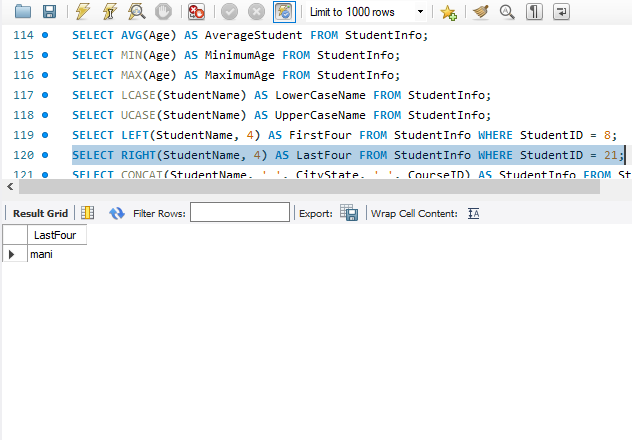 Limit to 1000 rows
114 SELECT AVG(Age) AS AverageStudent FROM StudentInfo;
115 SELECT MIN(Age) AS MinimumAge FROM StudentInfo;
116 SELECT MAX(Age) AS MaximumAge FROM StudentInfo;
117 SELECT LCASE(StudentName) AS LowerCaseName FROM StudentInfo;
118 SELECT UCASE(StudentName) AS UpperCaseName FROM StudentInfo;
119 SELECT LEFT(StudentName, 4) AS FirstFour FROM StudentInfo WHERE StudentID = 8;
120 SELECT RIGHT(StudentName, 4) AS LastFour FROM StudentInfo WHERE StudentID = 21;
121 SELECT CONCAT(StudentName, ' ', CityState, ' ', CourseID) AS StudentInfo FROM St
Result Grid Filter Rows: Export: Wrap Cell Content: IA
LastFour
mani